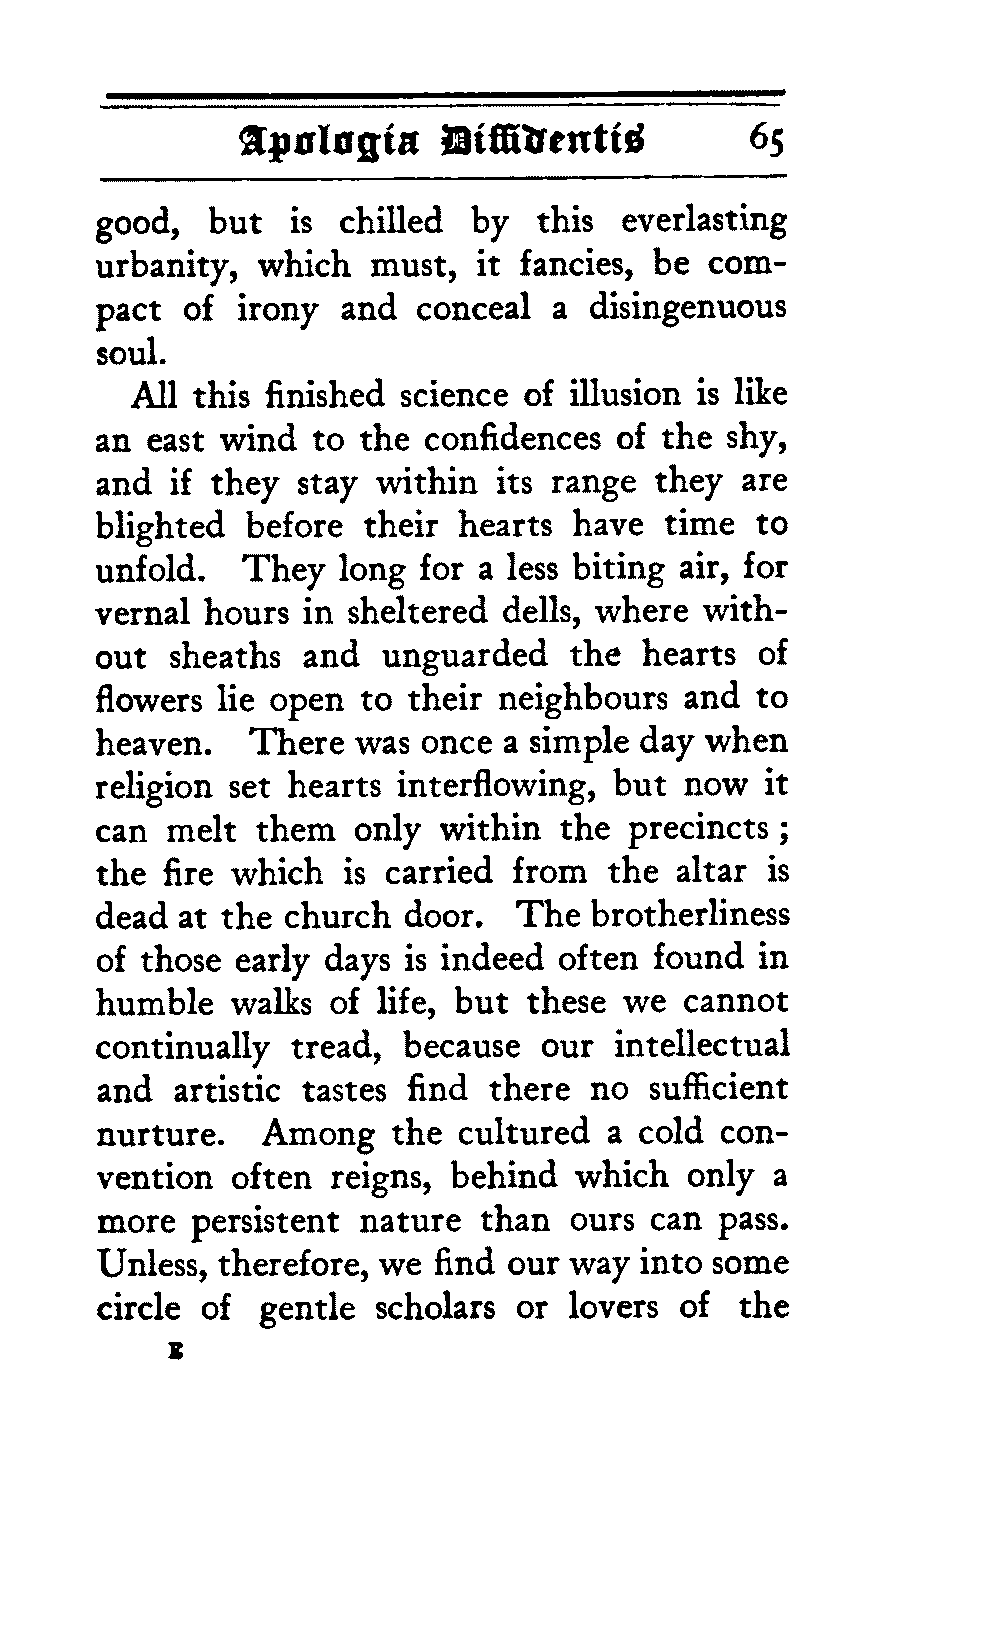 Apologia Diffidentis 65
good, but is chilled by this everlasting
urbanity, which must, it fancies, be com-
pact of irony and conceal a disingenuous
soul.
All this finished science of illusion is like
an east wind to the confidences of the shy,
and if they stay within its range they are
blighted before their hearts have time to
unfold. They long for a less biting air, for
vernal hours in sheltered dells, where with-
out sheaths and unguarded the hearts of
flowers lie open to their neighbours and to
heaven. There was once a simple day when
religion set hearts interflowing, but now it
can melt them only within the precincts ;
the fire which is carried from the altar is
dead at the church door. The brotherliness
of those early days is indeed often found in
humble walks of life, but these we cannot
continually tread, because our intellectual
and artistic tastes find there no sufficient
nurture. Among the cultured a cold con-
vention often reigns, behind which only a
more persistent nature than ours can pass.
Unless, therefore, we find our way into some
circle of gentle scholars or lovers of the
E